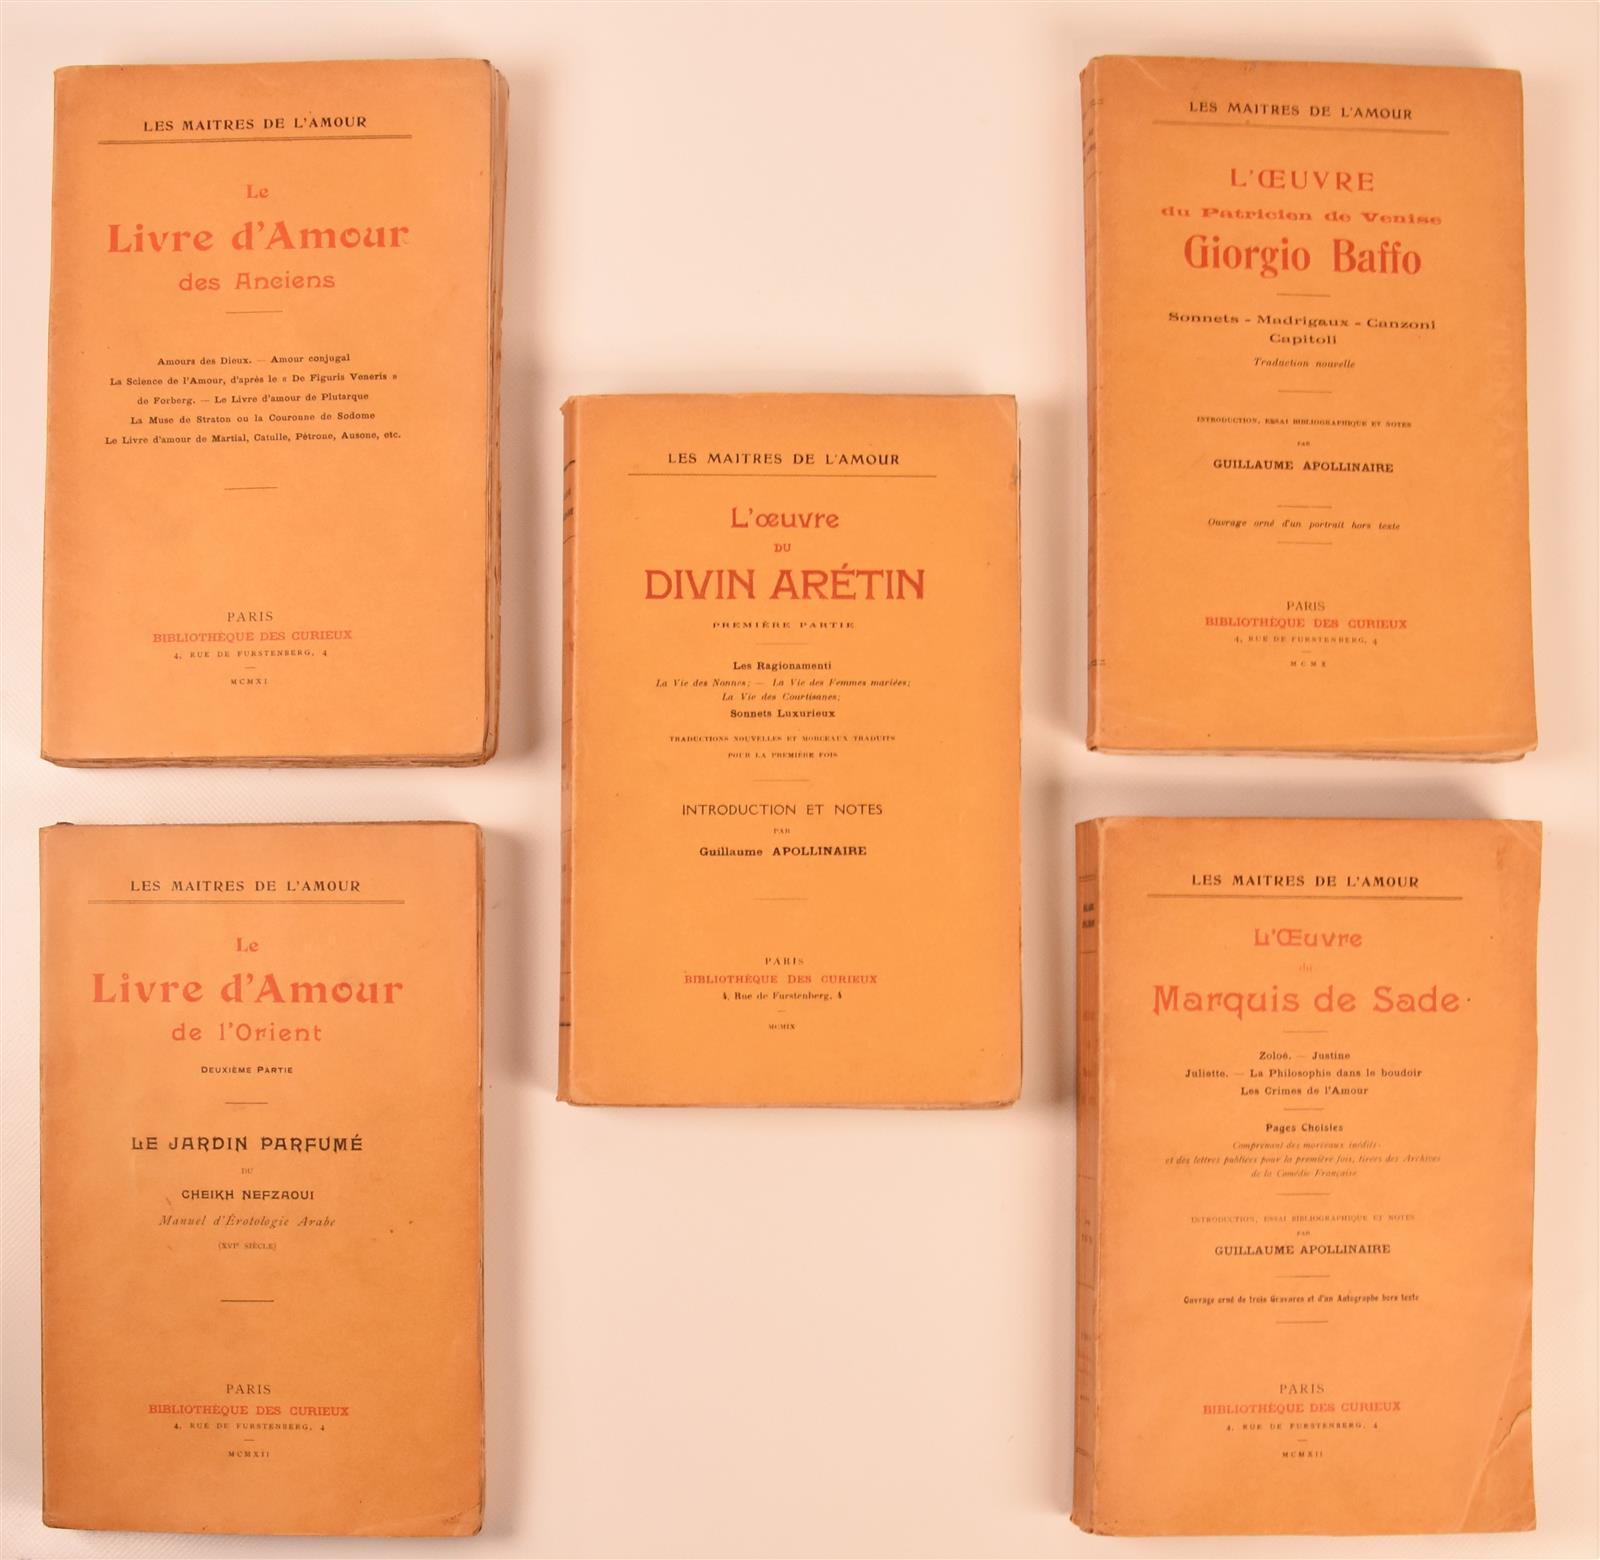 LES MAITRES DE L'AMOUR
Le
Livre d'Amour
des Anciens
Amours des Dieux. — Amour conjugal
La Science de l'Amour, d'après le « De Figuris Veneris »
de Forberg. — Le Livre d'amour de Plutarque
La Muse de Straton ou la Couronne de Sodome
Le Livre d'amour de Martial, Catulle, Pétrone, Ausone, etc.
PARIS
BIBLIOTHÈQUE DES CURIEUX
4, RUE DE FURSTENBERG, 4
MCMXI
LES MAITRES DE L'AMOUR
Le
Livre d'Amour
de l'Orient
DEUXIÈME PARTIE
LE JARDIN PARFUMÉ
DU
CHEIKH NEFZAOUI
Manuel d'Érotologie Arabe
(XVIe SIÈCLE)
PARIS
BIBLIOTHÈQUE DES CURIEUX
4, RUE DE FURSTENBERG, 4
MCMXII
LES MAITRES DE L'AMOUR
L'œuvre
DU
DIVIN ARÉTIN
PREMIÈRE PARTIE
Les Ragionamenti
La Vie des Nonnes; — La Vie des Femmes mariées;
La Vie des Courtisanes;
Sonnets Luxurieux
TRADUCTIONS NOUVELLES ET MORCEAUX TRADUITS
POUR LA PREMIÈRE FOIS
INTRODUCTION ET NOTES
PAR
Guillaume APOLLINAIRE
PARIS
BIBLIOTHÈQUE DES CURIEUX
4, Rue de Furstenberg, 4
MCMIX
LES MAITRES DE L'AMOUR
L'ŒUVRE
du Patricien de Venise
Giorgio Baffo
Sonnets - Madrigaux - Canzoni
Capitoli
Traduction nouvelle
INTRODUCTION, ESSAI BIBLIOGRAPHIQUE ET NOTES
PAR
GUILLAUME APOLLINAIRE
Ouvrage orné d'un portrait hors texte
PARIS
BIBLIOTHÈQUE DES CURIEUX
4, RUE DE FURSTENBERG, 4
MCMX
LES MAITRES DE L'AMOUR
L'Œuvre
du
Marquis de Sade
Zoloé. — Justine
Juliette. — La Philosophie dans le boudoir
Les Crimes de l'Amour
Pages Choisies
Comprenant des morceaux inédits
et des lettres publiées pour la première fois, tirées des Archives
de la Comédie Française
INTRODUCTION, ESSAI BIBLIOGRAPHIQUE ET NOTES
PAR
GUILLAUME APOLLINAIRE
Ouvrage orné de trois Gravures et d'un Autographe hors texte
PARIS
BIBLIOTHÈQUE DES CURIEUX
4, RUE DE FURSTENBERG, 4
MCMXII